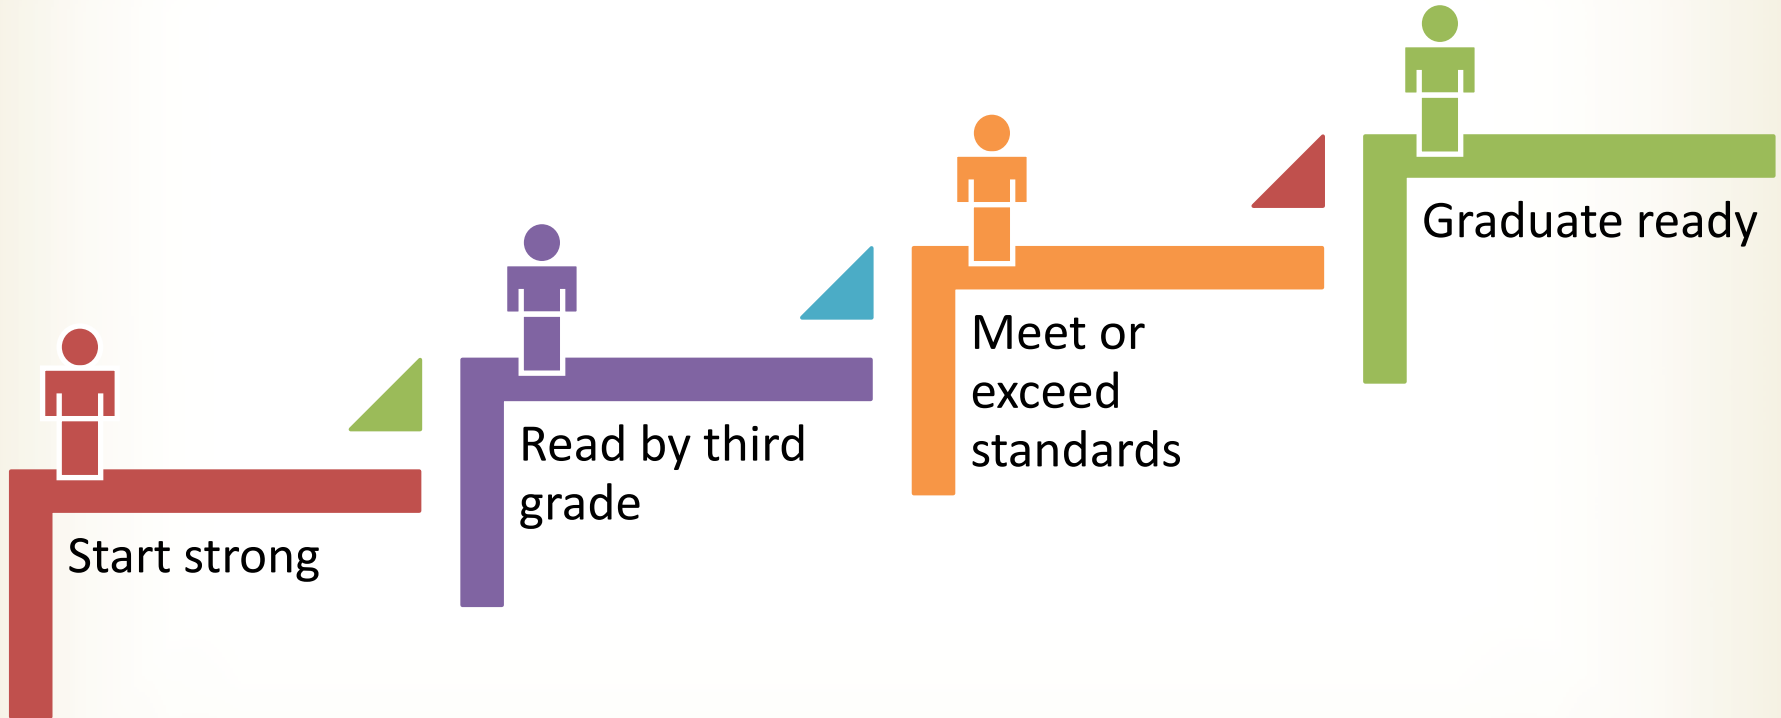 Start strong
Read by third
grade
Meet or
exceed
standards
Graduate ready